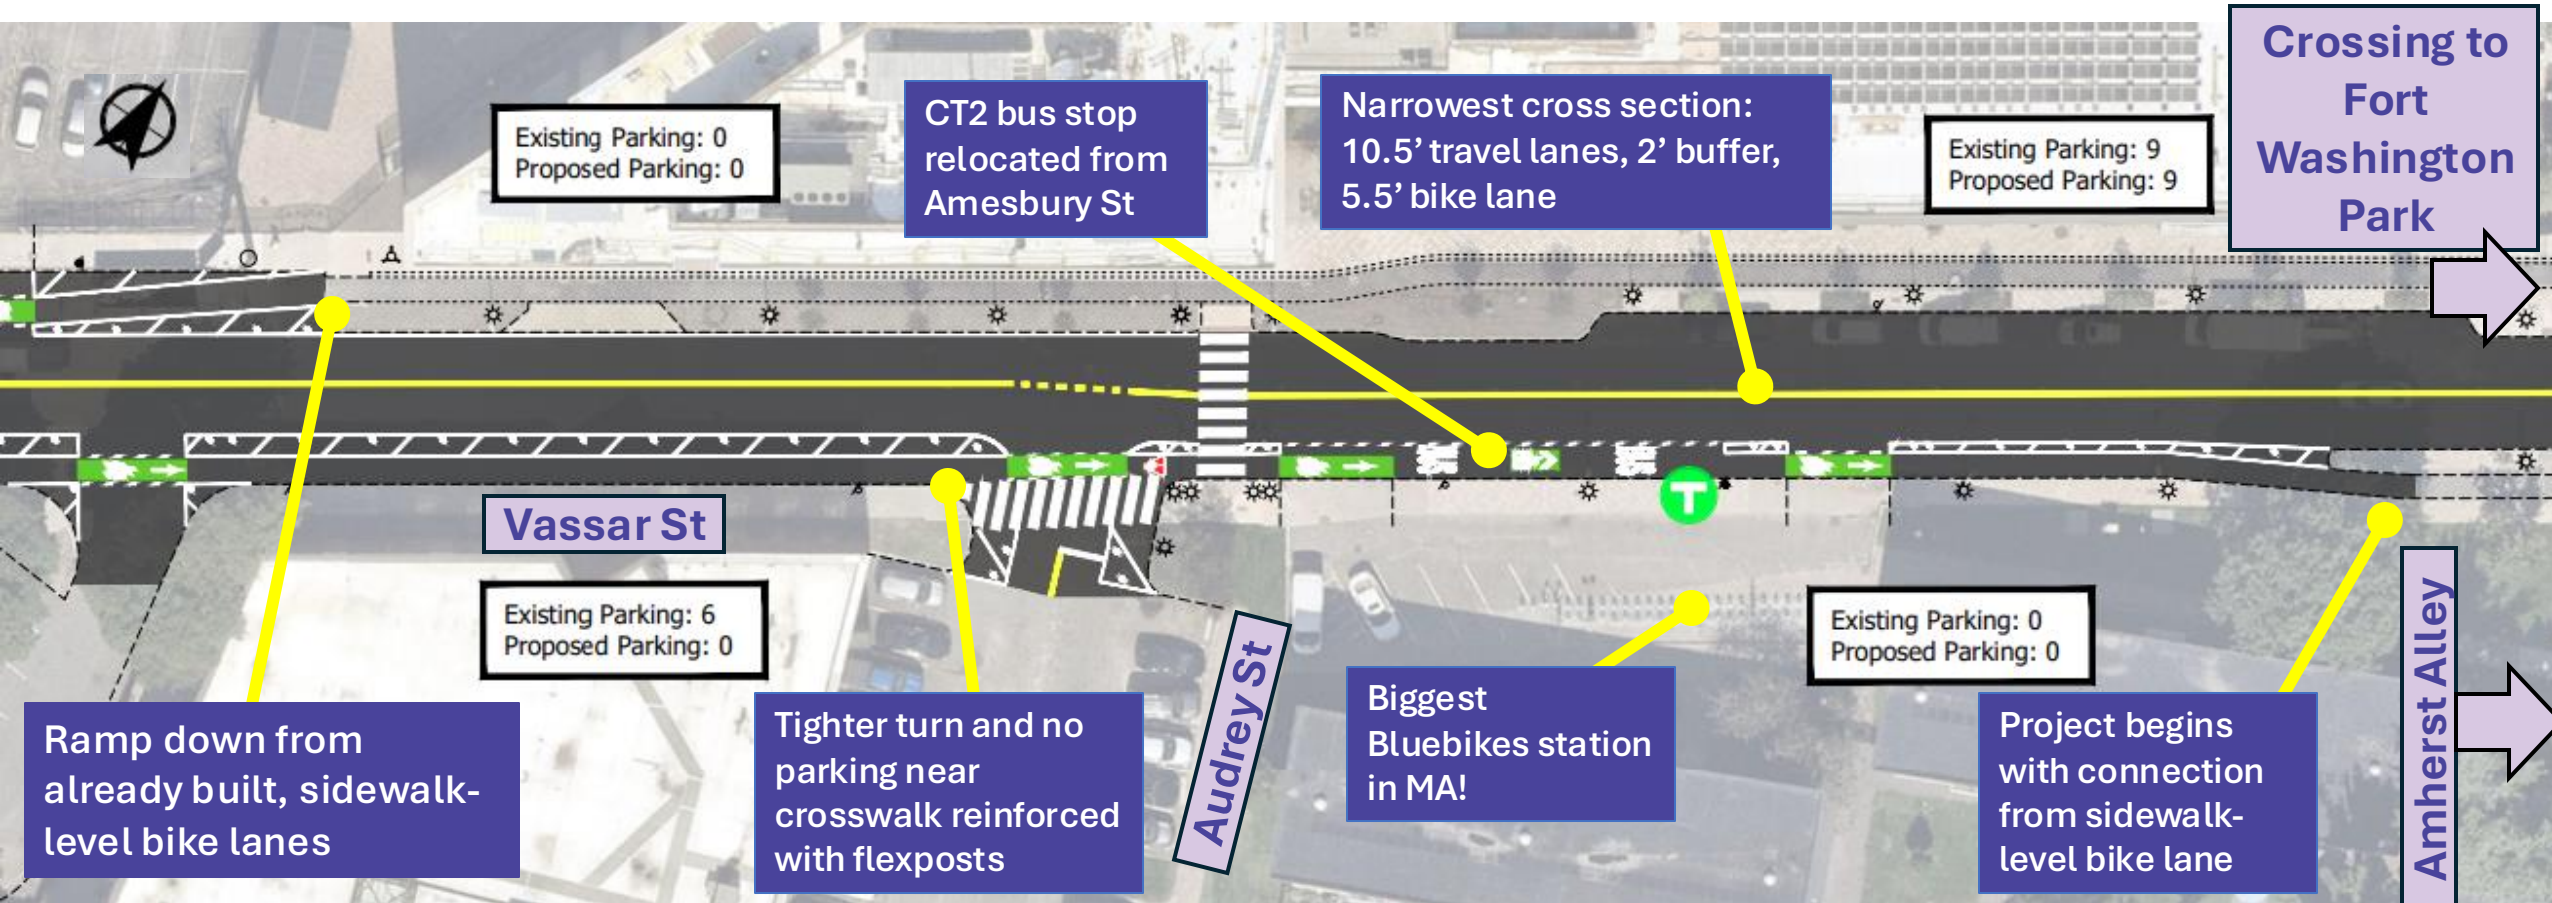 Existing Parking: 0
Proposed Parking: 0
CT2 bus stop
relocated from
Amesbury St
Narrowest cross section:
10.5’ travel lanes, 2’ buffer,
5.5’ bike lane
Existing Parking: 9
Proposed Parking: 9
Crossing to
Fort
Washington
Park
Vassar St
Existing Parking: 6
Proposed Parking: 0
T
Existing Parking: 0
Proposed Parking: 0
Ramp down from
already built, sidewalk-
level bike lanes
Tighter turn and no
parking near
crosswalk reinforced
with flexposts
Audrey St
Biggest
Bluebikes station
in MA!
Project begins
with connection
from sidewalk-
level bike lane
Amherst Alley